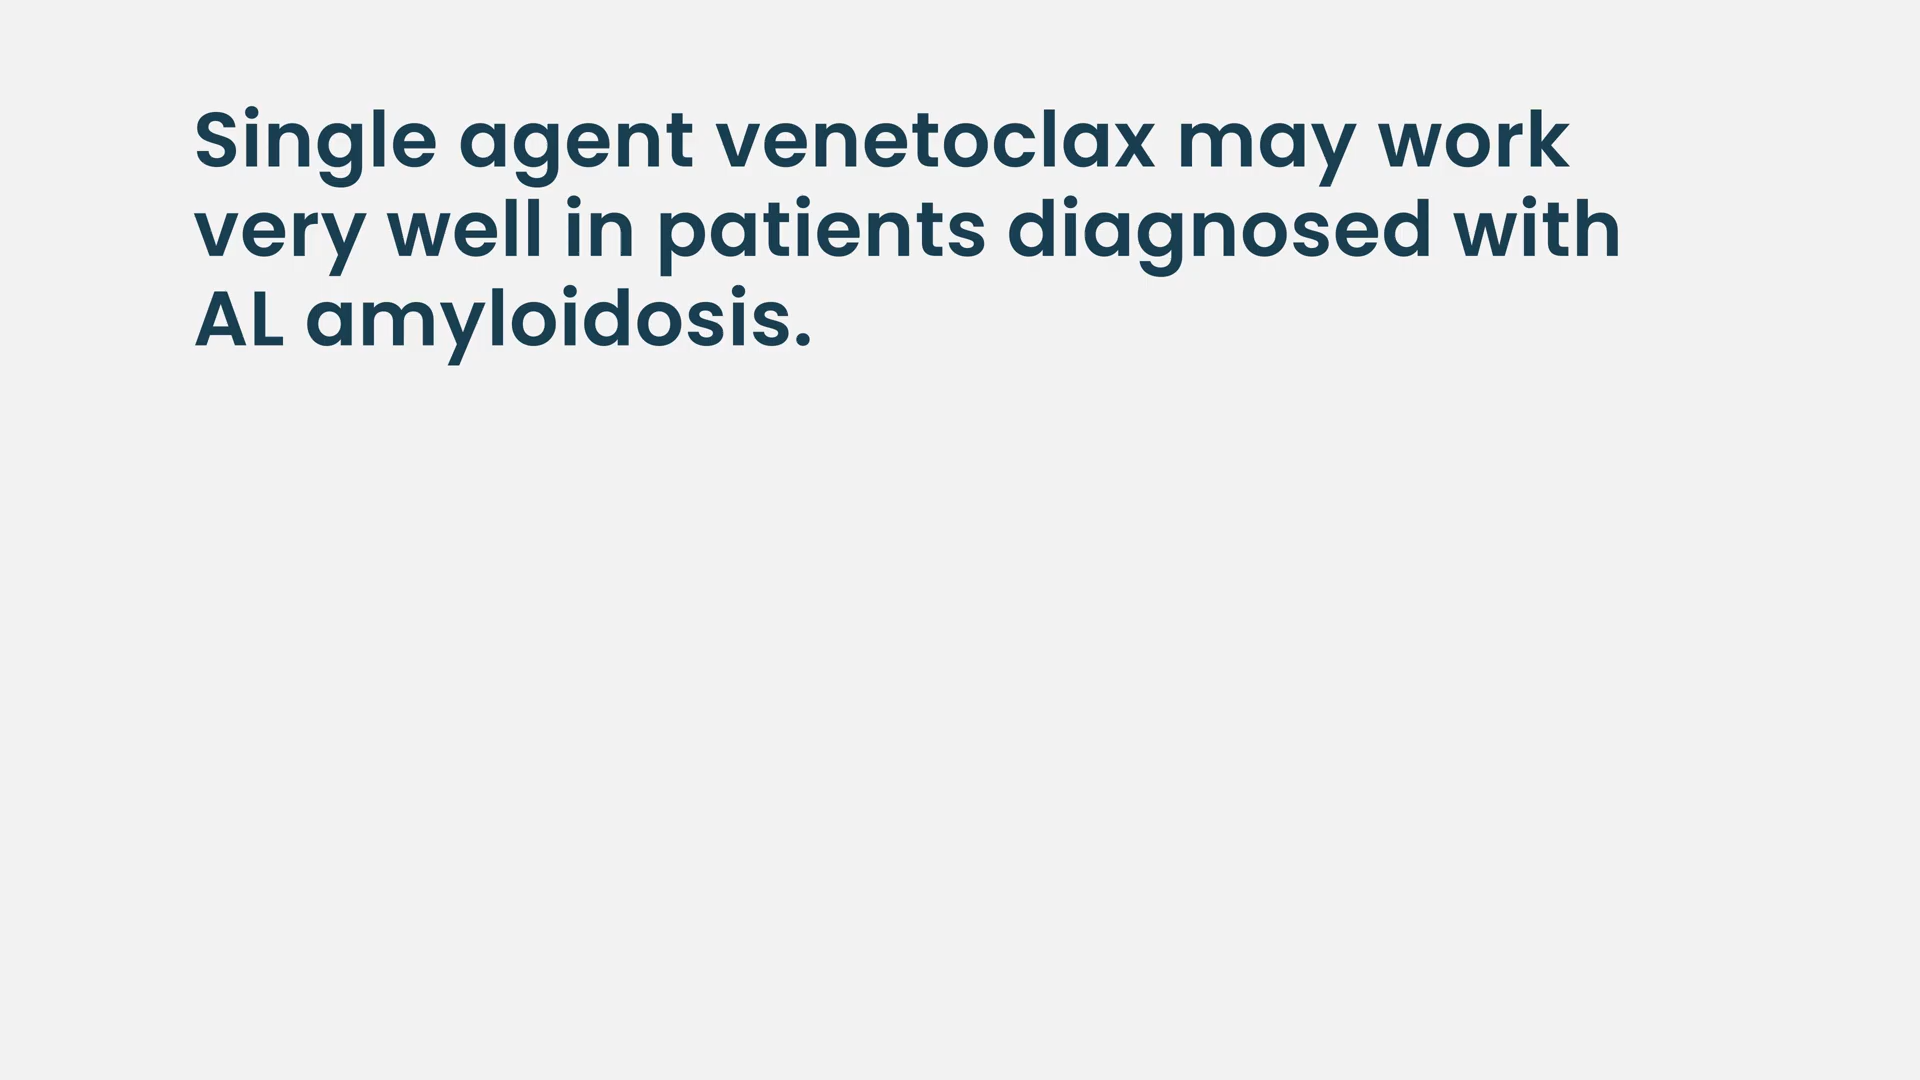 Single agent venetoclax may work
very well in patients diagnosed with
AL amyloidosis.